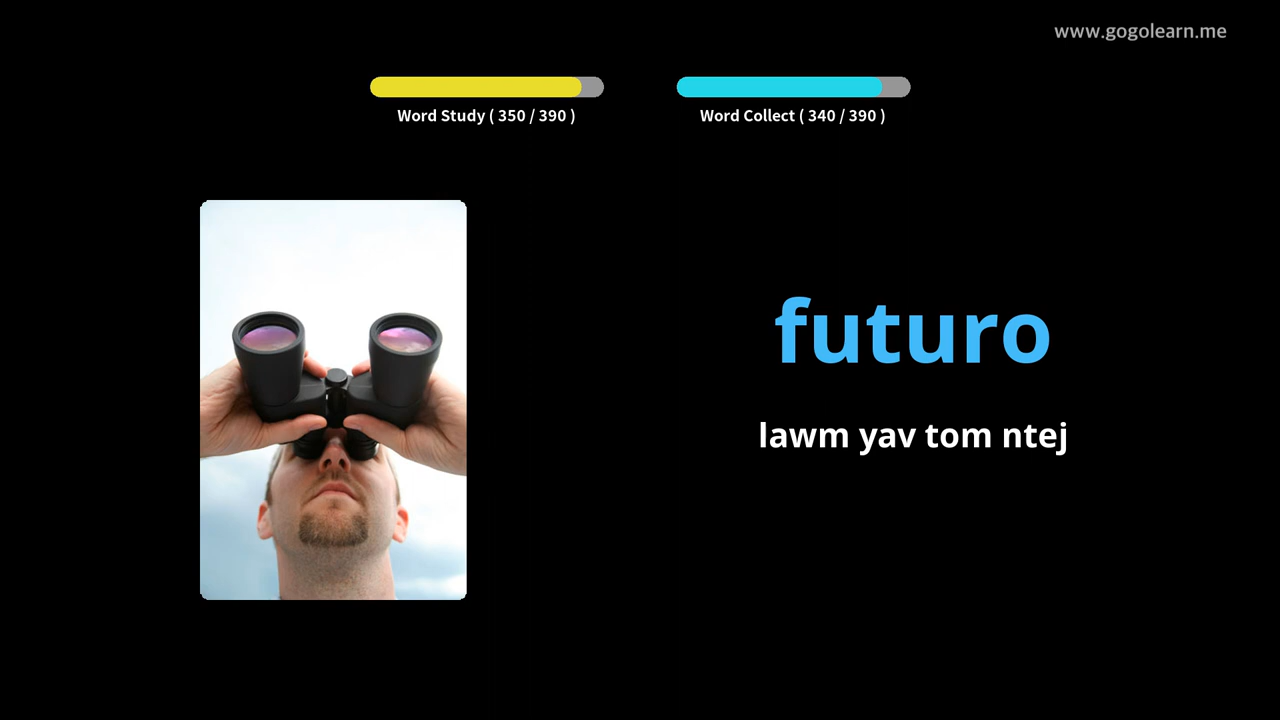 www.gogolearn.me
Word Study ( 350 / 390 )
Word Collect ( 340 / 390 )
futuro
lawm yav tom ntej